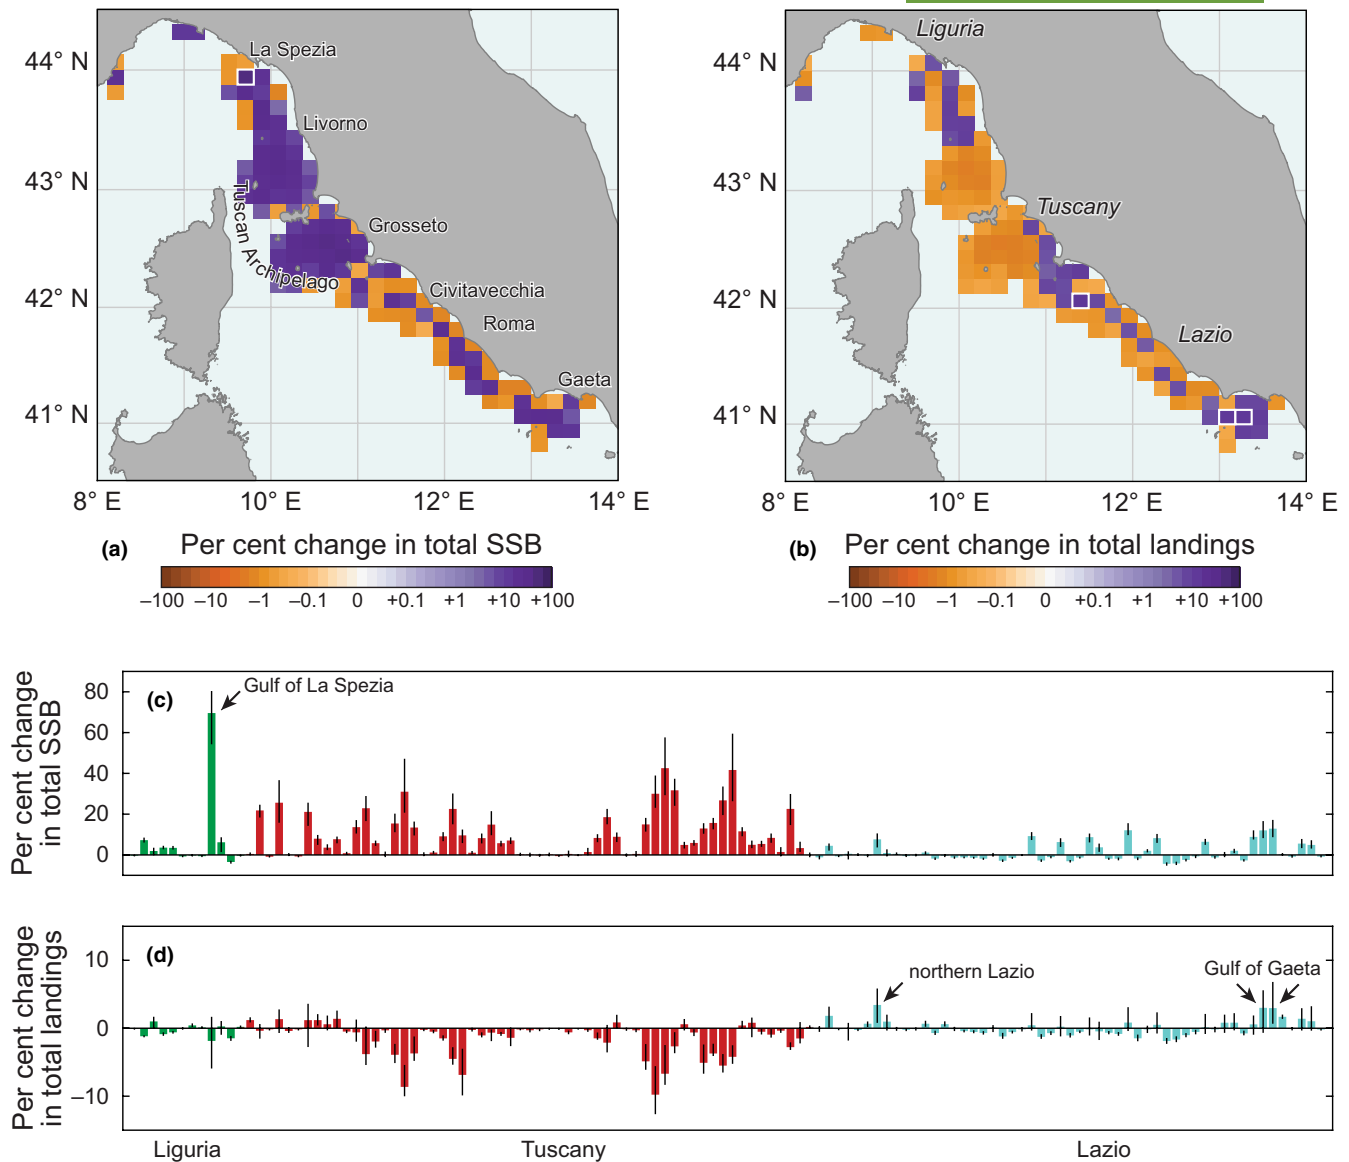 44° N
43° N
42° N
41° N
8° E
10° E
12° E
14° E
La Spezia
Livorno
Tuscan Archipelago
Grosseto
Civitavecchia
Roma
Gaeta
(a) Per cent change in total SSB
–100 –10 –1 –0.1 0 +0.1 +1 +10 +100
44° N
43° N
42° N
41° N
8° E
10° E
12° E
14° E
Liguria
Tuscany
Lazio
(b) Per cent change in total landings
–100 –10 –1 –0.1 0 +0.1 +1 +10 +100
Per cent change
in total SSB
80
60
40
20
0
(c)
Gulf of La Spezia
Per cent change
in total landings
10
0
–10
(d)
northern Lazio
Gulf of Gaeta
Liguria
Tuscany
Lazio